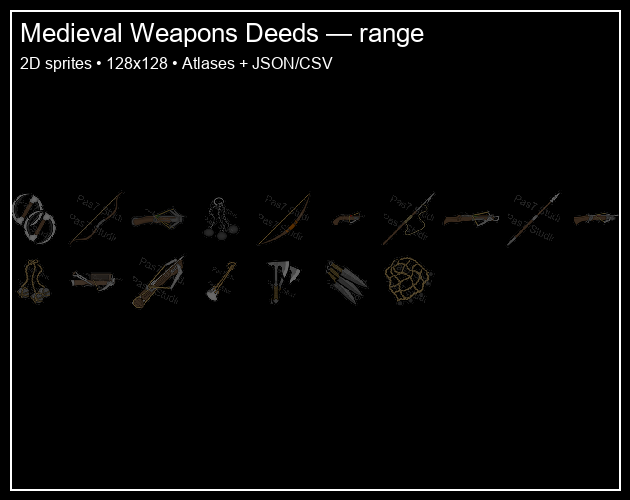 Medieval Weapons Deeds — range
2D sprites • 128x128 • Atlases + JSON/CSV